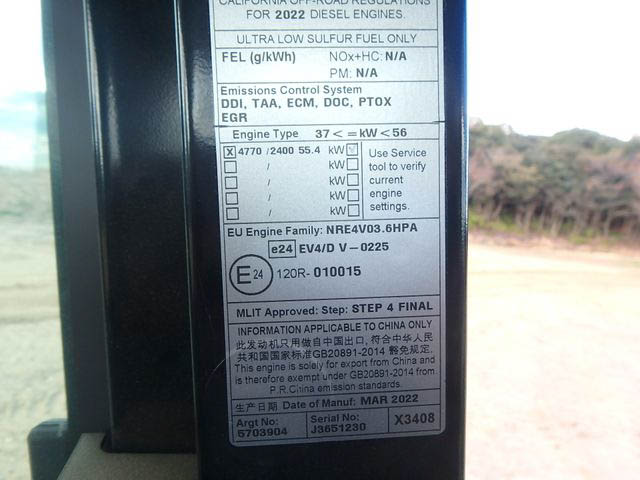 CALIFORNIA OFF-ROAD REGULATIONS
FOR 2022 DIESEL ENGINES.
ULTRA LOW SULFUR FUEL ONLY
FEL (g/kWh) NOx+HC: N/A
PM: N/A
Emissions Control System
DDI, TAA, ECM, DOC, PTOX
EGR
Engine Type 37 < = kW < 56
X 4770 / 2400 55.4 kW
/ kW
/ kW
/ kW
/ kW
Use Service
tool to verify
current
engine
settings.
EU Engine Family: NRE4V03.6HPA
e24 EV4/D V-0225
E24 120R-010015
MLIT Approved: Step: STEP 4 FINAL
INFORMATION APPLICABLE TO CHINA ONLY
此发动机只用做自中国出口, 符合中华人民
共和国国家标准GB20891-2014 豁免规定.
This engine is solely for export from China and
is therefore exempt under GB20891-2014 from
P.R.China emission standards.
生产日期 Date of Manuf: MAR 2022
Argt No: Serial No: X3408
5703904 J3651230